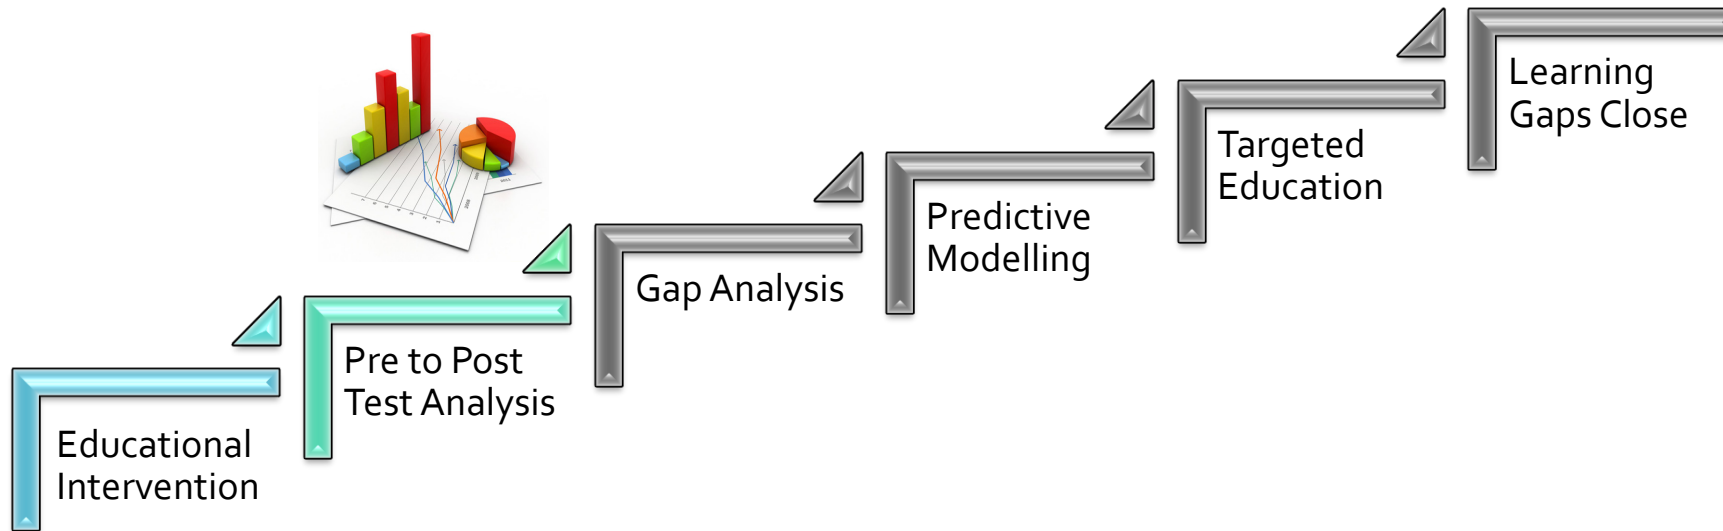 Educational
Intervention
Pre to Post
Test Analysis
Gap Analysis
Predictive
Modelling
Targeted
Education
Learning
Gaps Close